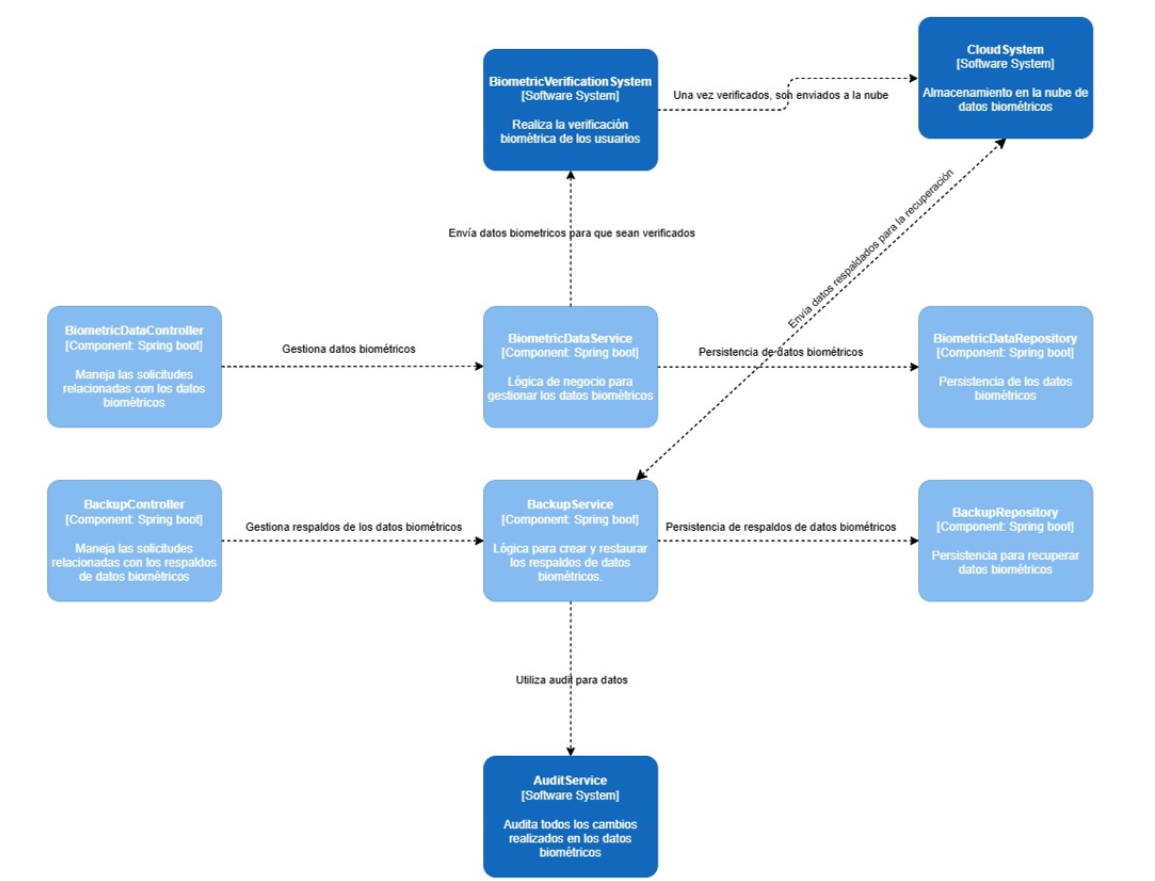 CloudSystem
[Software System]
Almacenamiento en la nube de
datos biométricos
BiometricVerificationSystem
[Software System]
Realiza la verificación
biométrica de los usuarios
Una vez verificados, son enviados a la nube
Envía datos respaldados para la recuperación
Envía datos biometricos para que sean verificados
BiometricDataController
[Component: Spring boot]
Maneja las solicitudes
relacionadas con los datos
biométricos
Gestiona datos biométricos
BiometricDataService
[Component: Spring boot]
Lógica de negocio para
gestionar los datos biométricos
Persistencia de datos biométricos
BiometricDataRepository
[Component: Spring boot]
Persistencia de los datos
biométricos
BackupController
[Component: Spring boot]
Maneja las solicitudes
relacionadas con los respaldos
de datos biométricos
Gestiona respaldos de los datos biométricos
BackupService
[Component: Spring boot]
Lógica para crear y restaurar
los respaldos de datos
biométricos.
Persistencia de respaldos de datos biométricos
BackupRepository
[Component: Spring boot]
Persistencia para recuperar
datos biométricos
Utiliza audit para datos
AuditService
[Software System]
Audita todos los cambios
realizados en los datos
biométricos